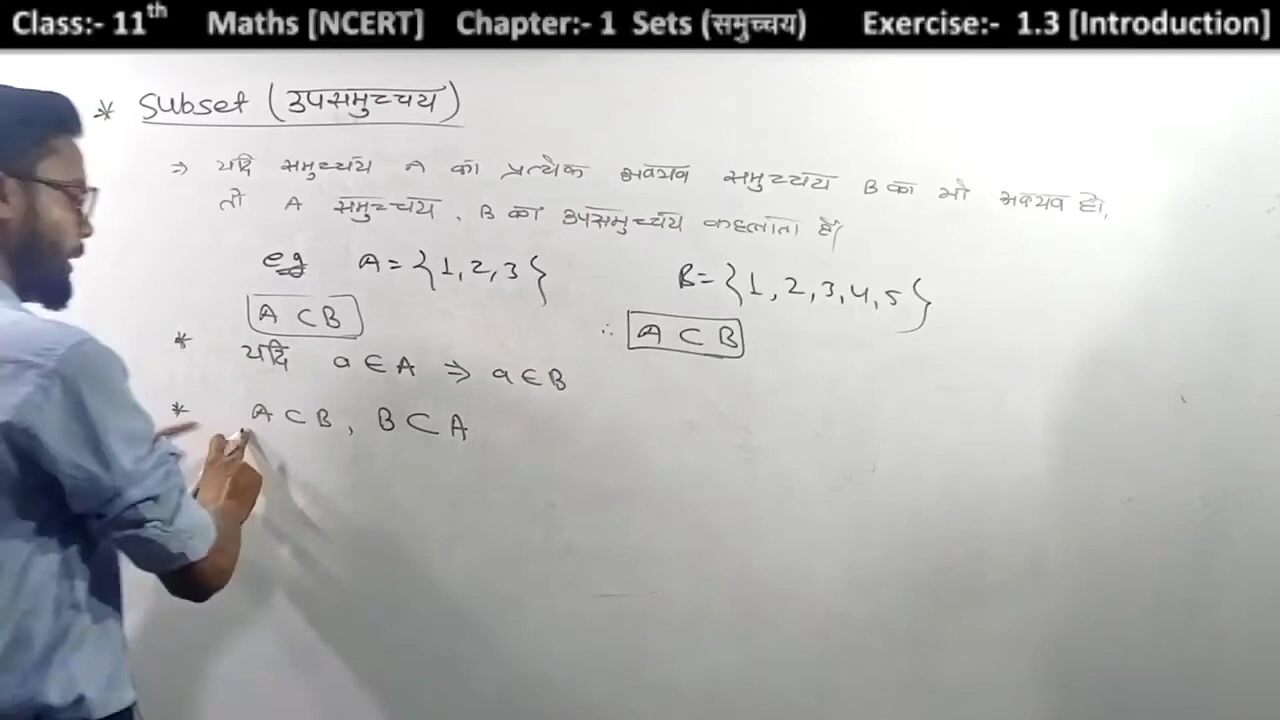 Class:- 11th Maths [NCERT] Chapter:- 1 Sets (समुच्चय) Exercise:- 1.3 [Introduction]
* Subset (उपसमुच्चय)
⇒ यदि समुच्चय A का प्रत्येक अवयव समुच्चय B का भी अवयव हो,
तो A समुच्चय, B का उपसमुच्चय कहलाता है।
eg A = {1, 2, 3} B = {1, 2, 3, 4, 5}
A ⊂ B ∴ A ⊂ B
* यदि a ∈ A ⇒ a ∈ B
* A ⊂ B, B ⊂ A